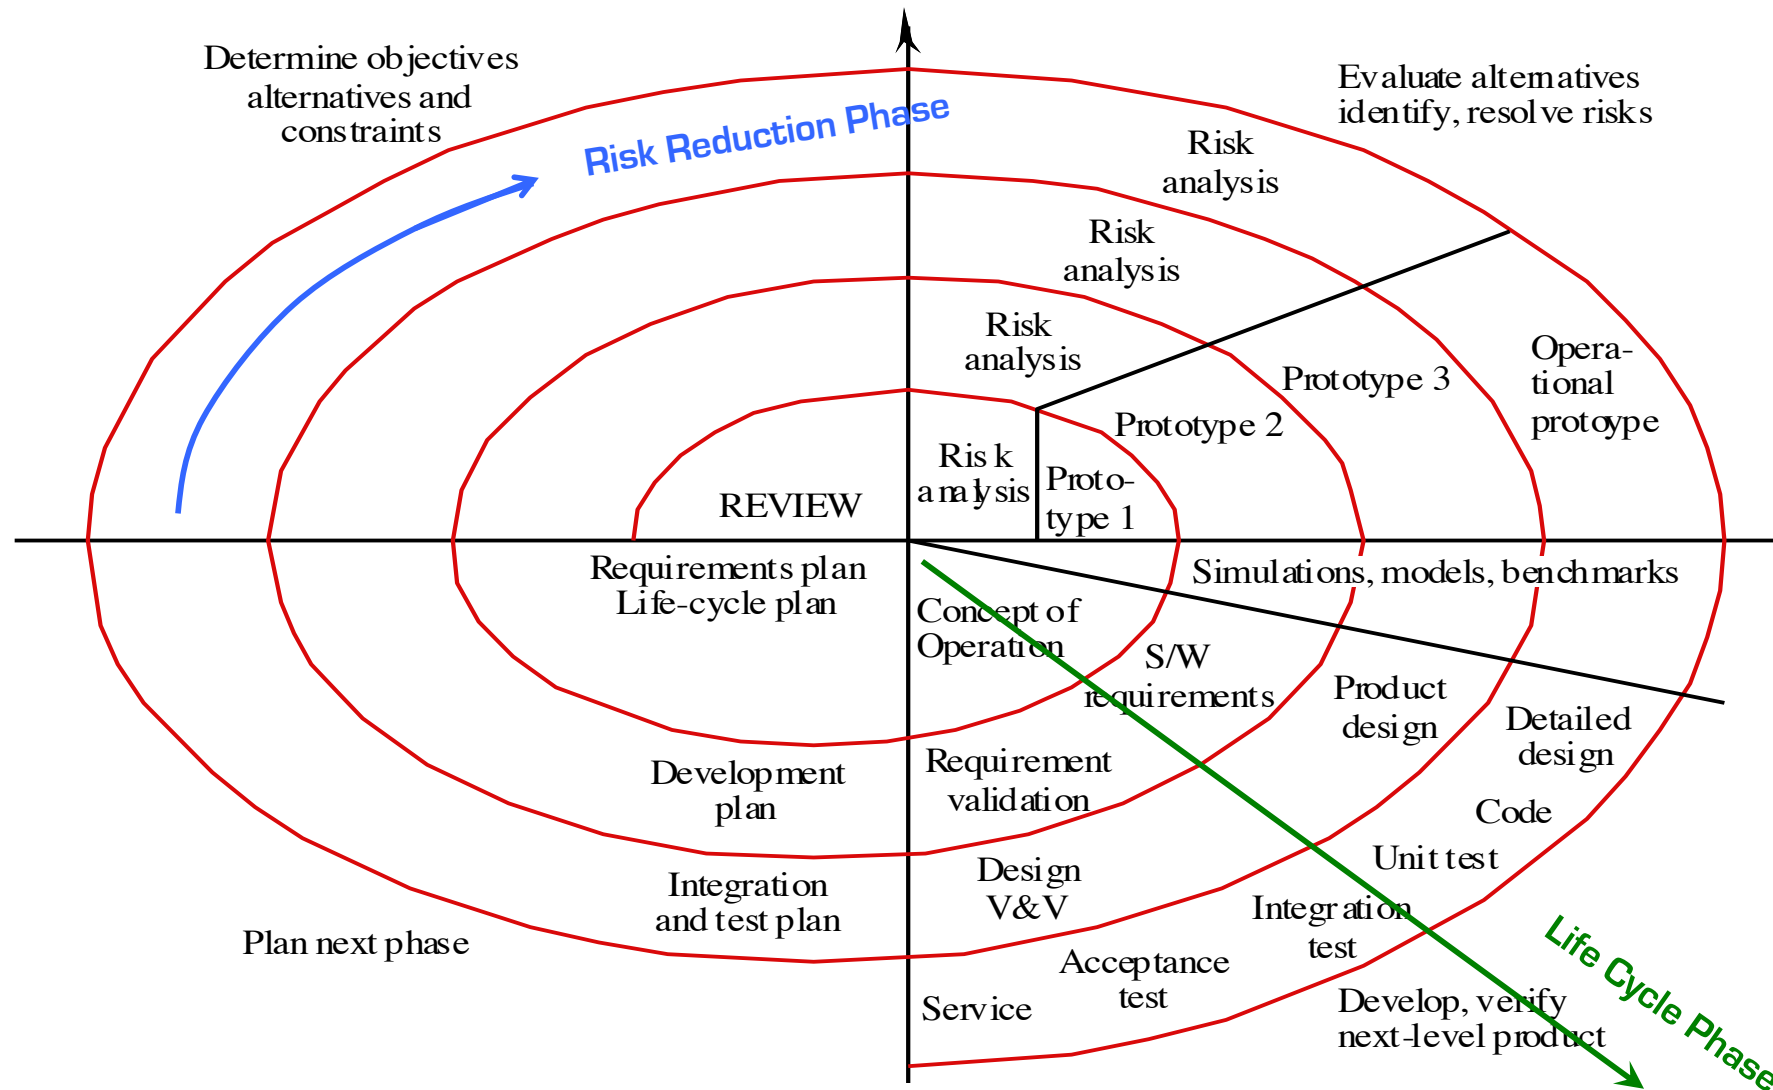 Determine objectives
alternatives and
constraints
Risk Reduction Phase
Evaluate alternatives
identify, resolve risks
Risk
analysis
Risk
analysis
Risk
analysis
Risk
analysis
Proto-
type 1
Prototype 2
Prototype 3
Opera-
tional
protoype
REVIEW
Requirements plan
Life-cycle plan
Simulations, models, benchmarks
Concept of
Operation
S/W
requirements
Product
design
Detailed
design
Development
plan
Requirement
validation
Code
Unit test
Integration
and test plan
Design
V&V
Integration
test
Plan next phase
Acceptance
test
Service
Develop, verify
next-level product
Life Cycle Phase